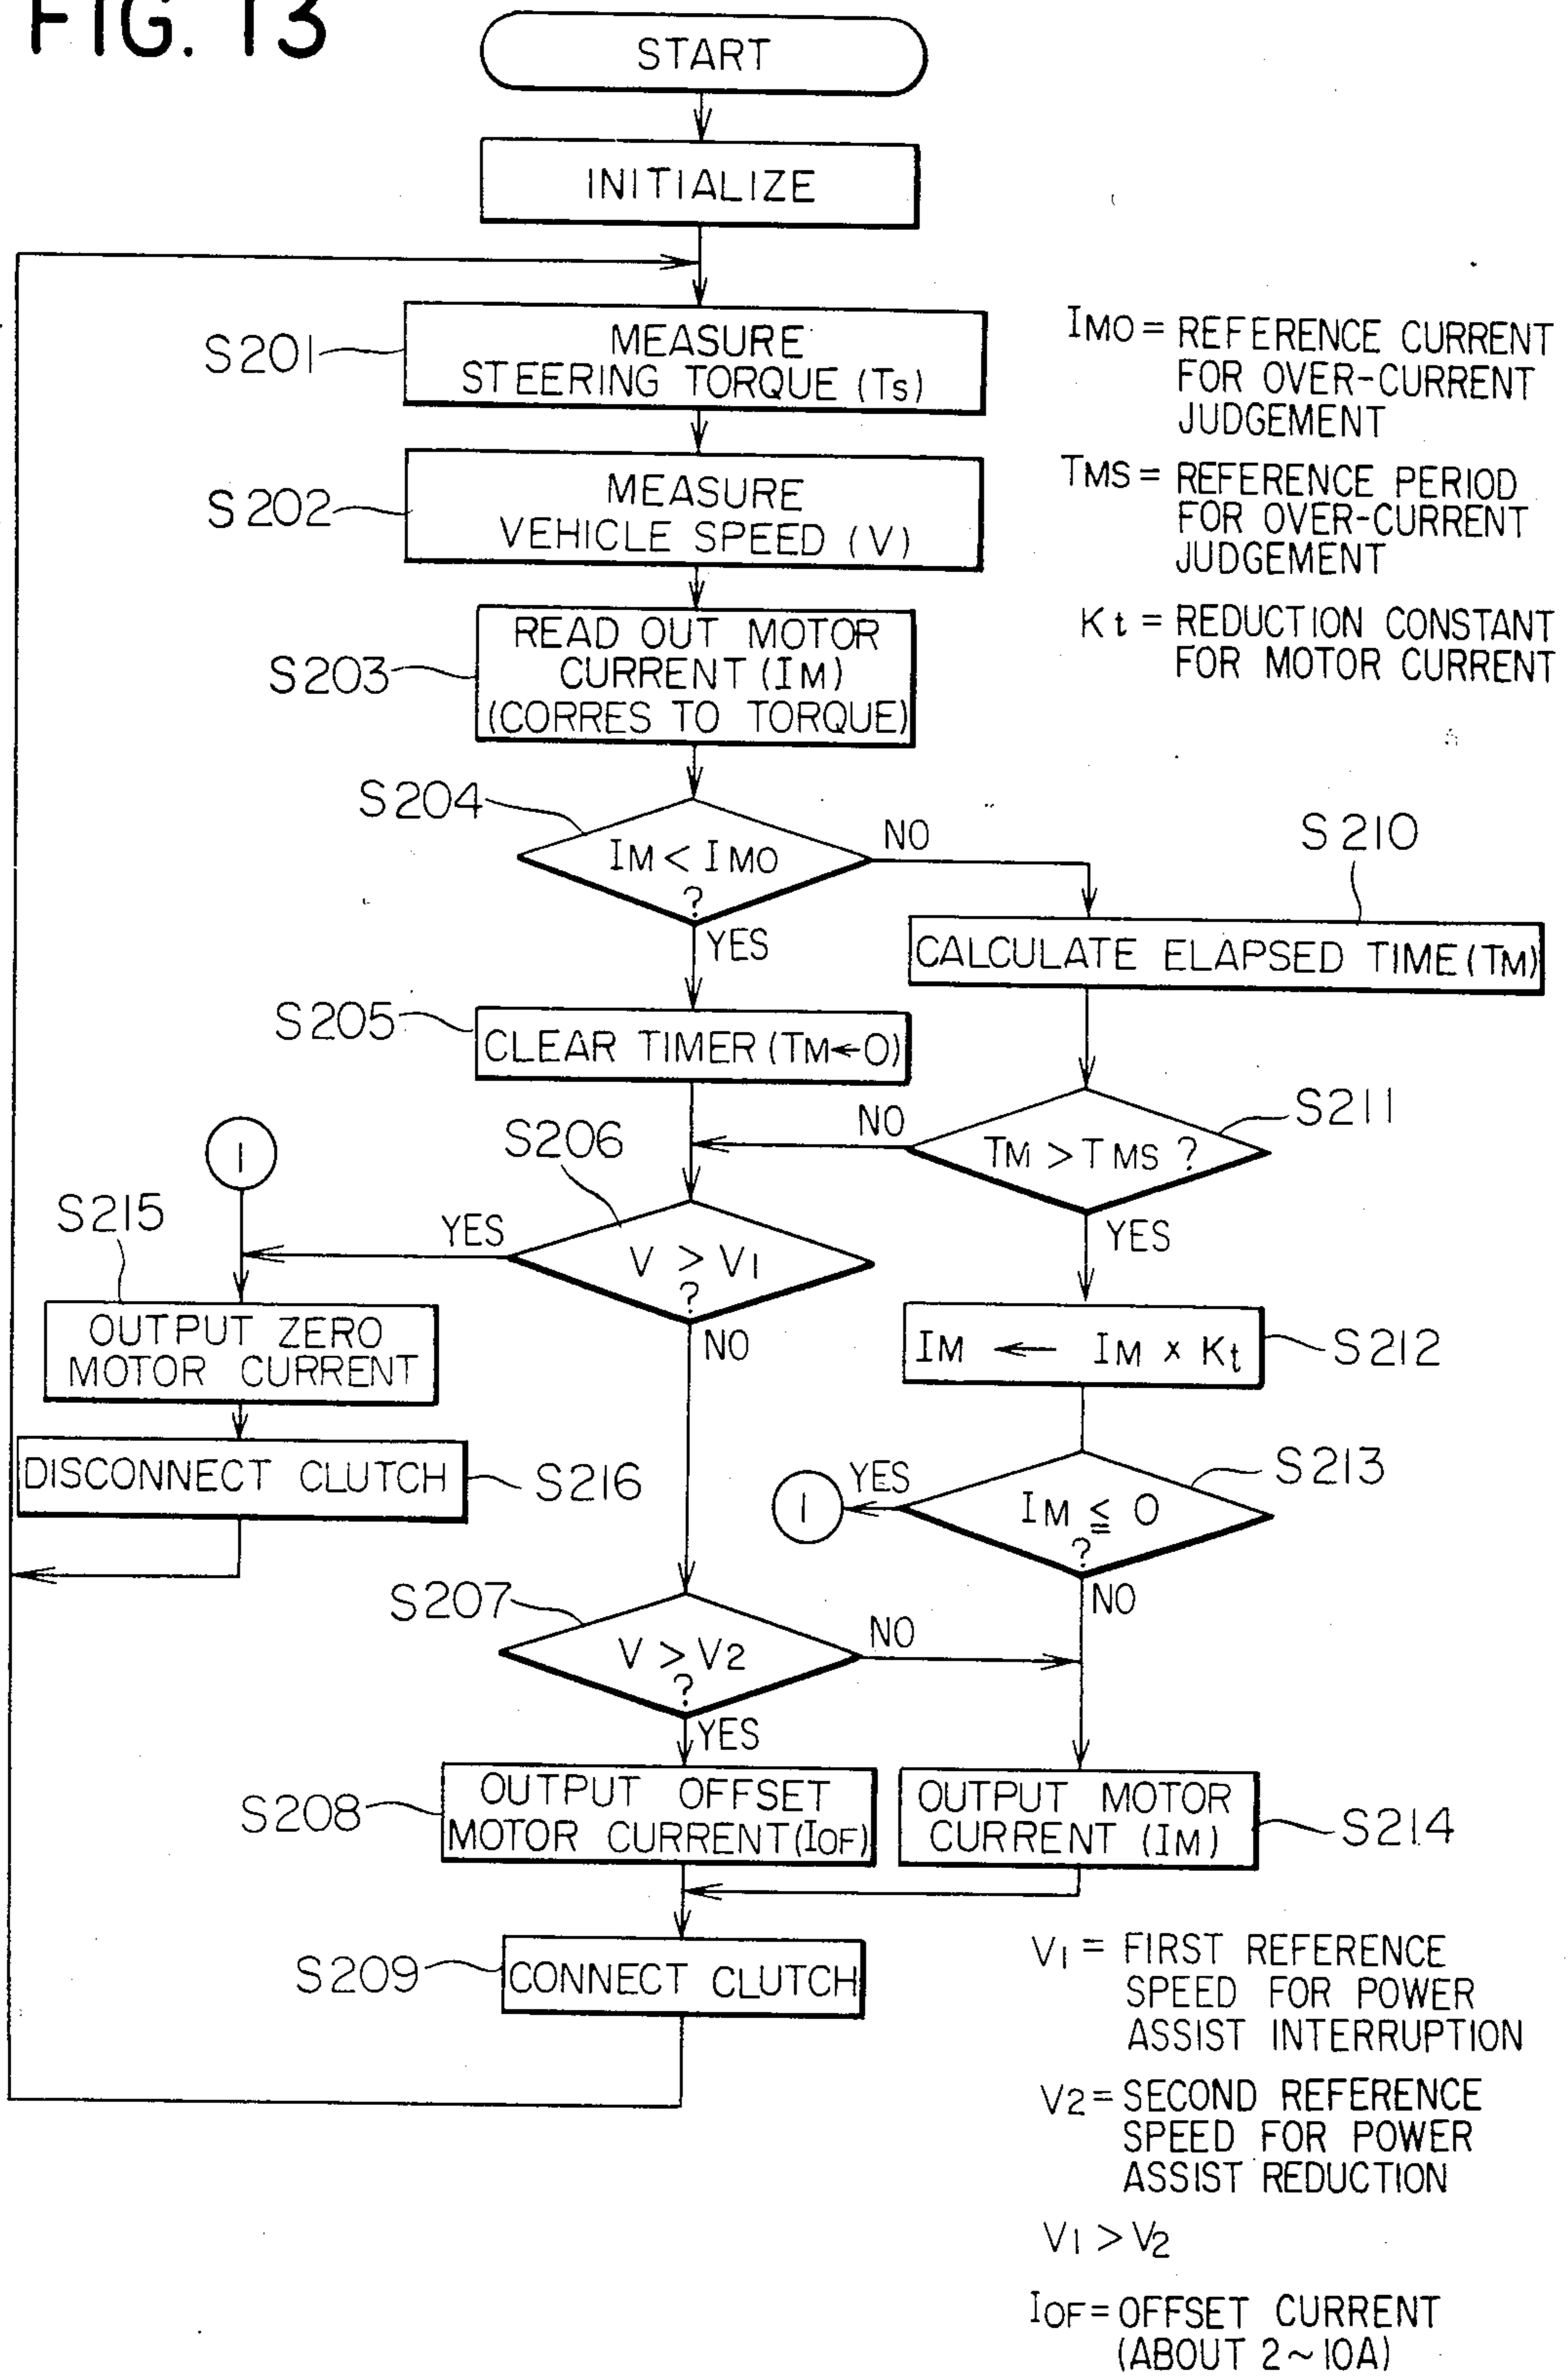 FIG. 13
START
INITIALIZE
S201
MEASURE
STEERING TORQUE (Ts)
IMO = REFERENCE CURRENT
FOR OVER-CURRENT
JUDGEMENT
S202
MEASURE
VEHICLE SPEED (V)
TMS = REFERENCE PERIOD
FOR OVER-CURRENT
JUDGEMENT
S203
READ OUT MOTOR
CURRENT (IM)
(CORRES TO TORQUE)
Kt = REDUCTION CONSTANT
FOR MOTOR CURRENT
S204
IM < IMO
?
NO
YES
S210
CALCULATE ELAPSED TIME (TM)
S205
CLEAR TIMER (TM←0)
S211
TM > TMS ?
NO
YES
1
S206
V > V1
?
YES
NO
S215
OUTPUT ZERO
MOTOR CURRENT
IM ← IM x Kt
S212
DISCONNECT CLUTCH
S216
S213
IM ≦ 0
?
YES
1
NO
S207
V > V2
?
NO
YES
S208
OUTPUT OFFSET
MOTOR CURRENT (IOF)
OUTPUT MOTOR
CURRENT (IM)
S214
S209
CONNECT CLUTCH
V1 = FIRST REFERENCE
SPEED FOR POWER
ASSIST INTERRUPTION
V2 = SECOND REFERENCE
SPEED FOR POWER
ASSIST REDUCTION
V1 > V2
IOF = OFFSET CURRENT
(ABOUT 2~10A)